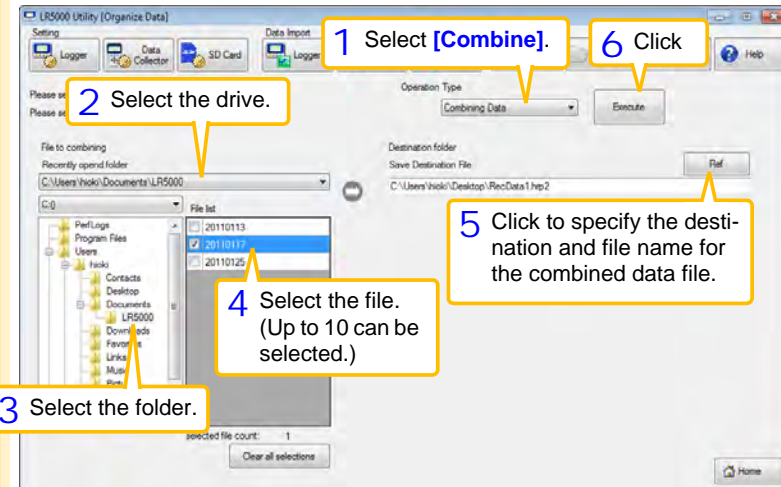 LR5000 Utility [Organize Data]
Setting
Data Import
Logger
Data
Collector
SD Card
Logger
Help
1 Select [Combine].
6 Click
Please se
Please se
2 Select the drive.
Operation Type
Combining Data
Execute
File to combining
Recently opend folder
C:\Users\hioki\Documents\LR5000
Destination folder
Save Destination File
Ref
C:\Users\hioki\Desktop\RecData1.hrp2
C:()
File list
PerfLogs
Program Files
Users
hioki
Contacts
Desktop
Documents
LR5000
Downloads
Favorites
Links
Music
20110113
20110117
20110125
5 Click to specify the desti-
nation and file name for
the combined data file.
4 Select the file.
(Up to 10 can be
selected.)
3 Select the folder.
selected file count: 1
Clear all selections
Home